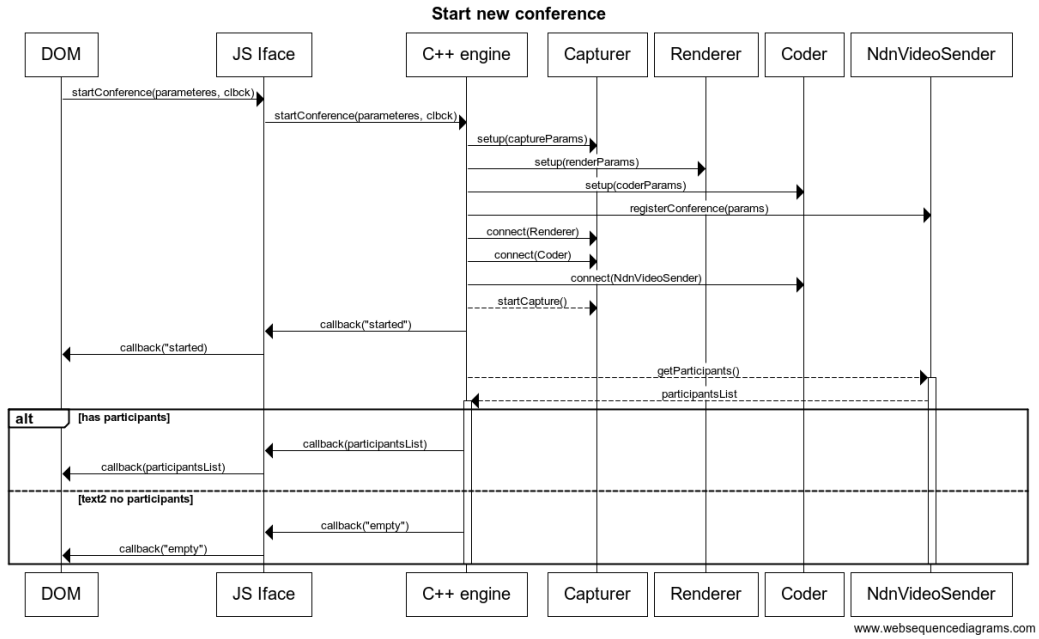 Start new conference
DOM JS Iface C++ engine Capturer Renderer Coder NdnVideoSender
startConference(parameteres, clbck)
startConference(parameteres, clbck)
setup(captureParams)
setup(renderParams)
setup(coderParams)
registerConference(params)
connect(Renderer)
connect(Coder)
connect(NdnVideoSender)
startCapture()
callback("started")
callback("started)
getParticipants()
participantsList
alt [has participants]
callback(participantsList)
callback(participantsList)
[text2 no participants]
callback("empty")
callback("empty")
DOM JS Iface C++ engine Capturer Renderer Coder NdnVideoSender
www.websequencediagrams.com